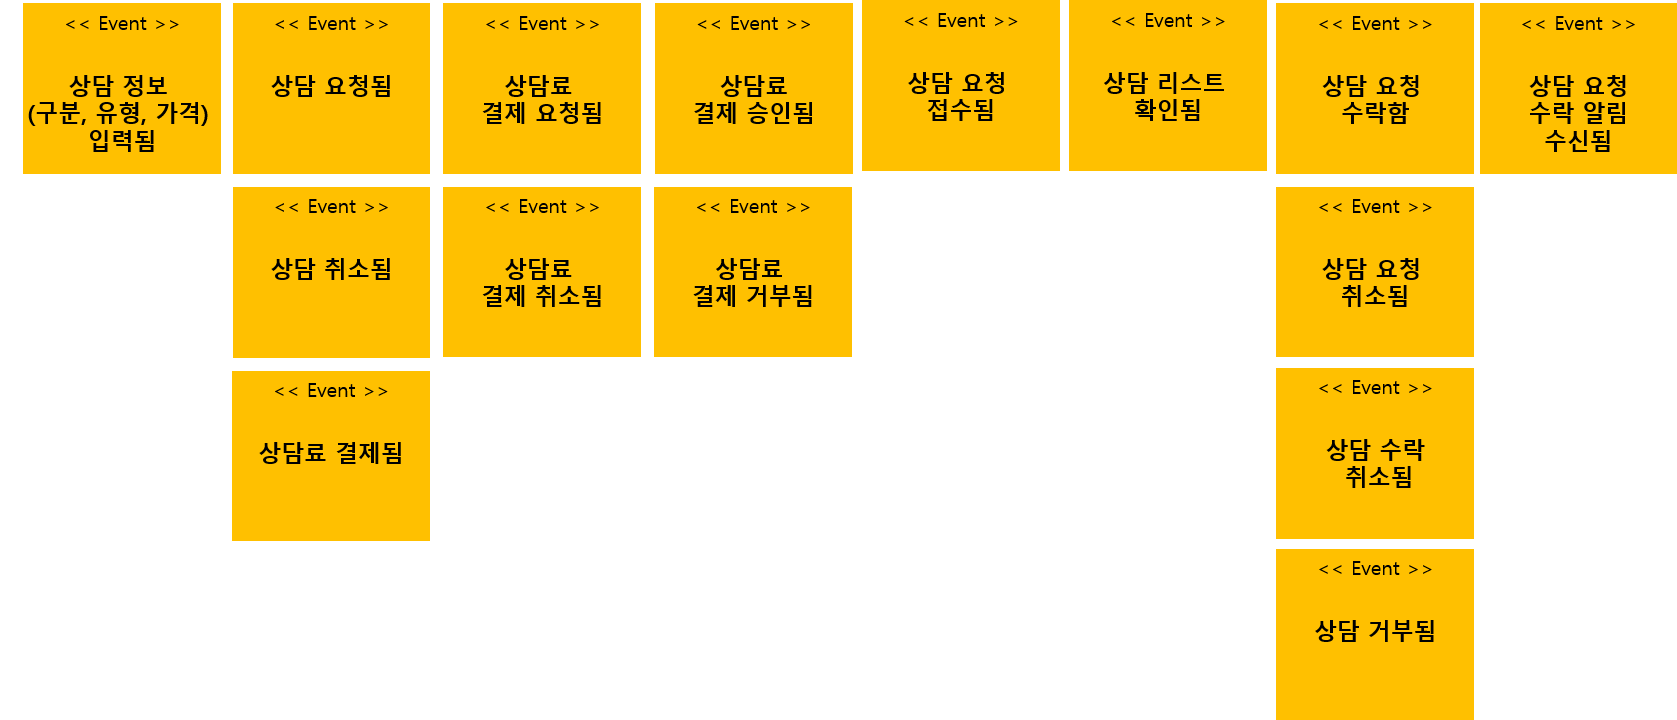 << Event >>
상담 정보
(구분, 유형, 가격)
입력됨
<< Event >>
상담 요청됨
<< Event >>
상담료
결제 요청됨
<< Event >>
상담료
결제 승인됨
<< Event >>
상담 요청
접수됨
<< Event >>
상담 리스트
확인됨
<< Event >>
상담 요청
수락함
<< Event >>
상담 요청
수락 알림
수신됨
<< Event >>
상담 취소됨
<< Event >>
상담료
결제 취소됨
<< Event >>
상담료
결제 거부됨
<< Event >>
상담 요청
취소됨
<< Event >>
상담료 결제됨
<< Event >>
상담 수락
취소됨
<< Event >>
상담 거부됨